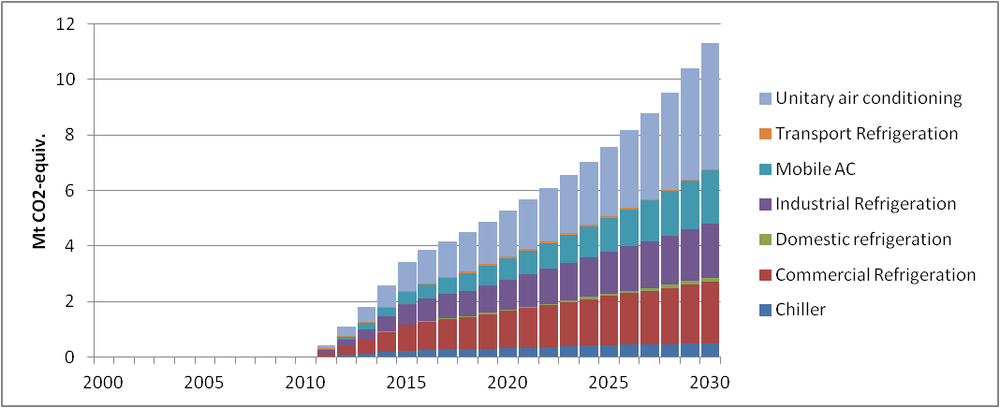 12
10
8
6
4
2
0
Mt CO2-equiv.
2000 2005 2010 2015 2020 2025 2030
Unitary air conditioning
Transport Refrigeration
Mobile AC
Industrial Refrigeration
Domestic refrigeration
Commercial Refrigeration
Chiller